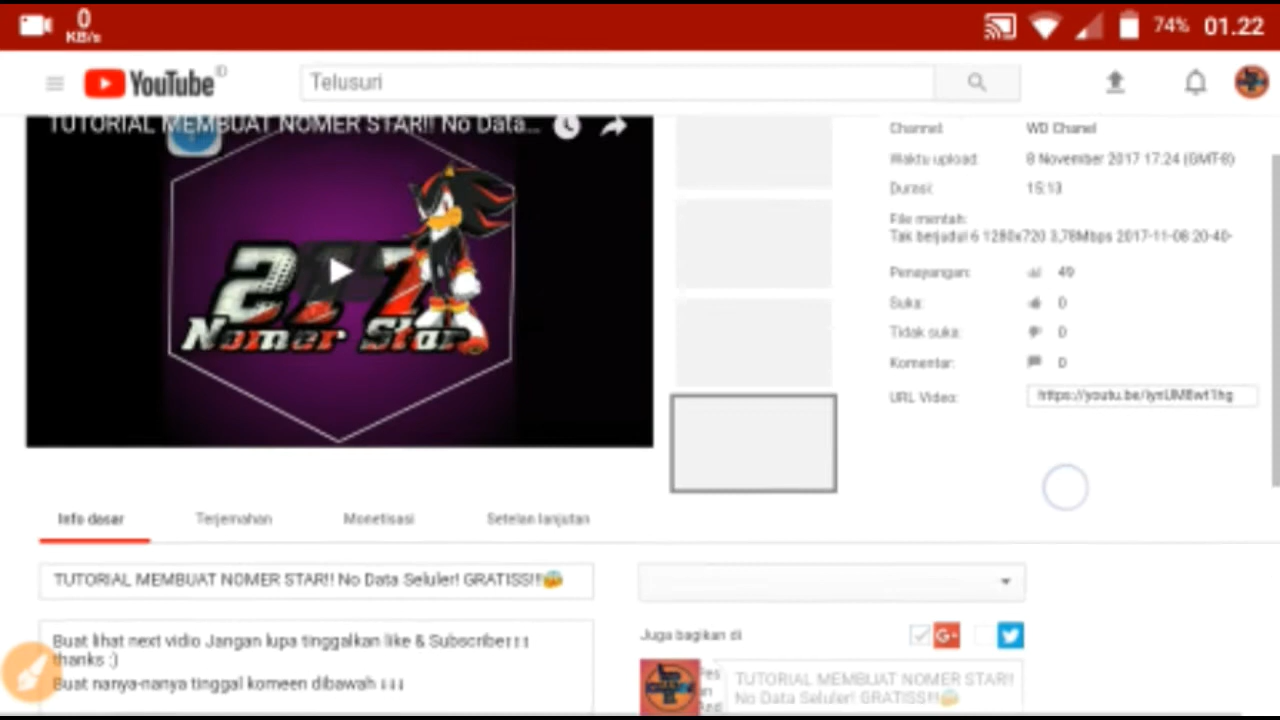 0
KB/s
74% 01.22
YouTube ID
Telusuri
TUTORIAL MEMBUAT NOMER STAR!! No Data...
217
Nomer Star
Channel: WD Chanel
Waktu upload: 8 November 2017 17:24 (GMT-8)
Durasi: 15:13
File mentah:
Tak berjudul 6 1280x720 3,78Mbps 2017-11-08 20-40-
Penayangan: 49
Suka: 0
Tidak suka: 0
Komentar: 0
URL Video:
Info dasar
Terjemahan
Monetisasi
Setelan lanjutan
TUTORIAL MEMBUAT NOMER STAR!! No Data Seluler! GRATISS!!!😱
Buat lihat next vidio Jangan lupa tinggalkan like & Subscribe↓↓↓
thanks :)
Buat nanya-nanya tinggal komeen dibawah ↓↓↓
Juga bagikan di
G+
TUTORIAL MEMBUAT NOMER STAR!!
No Data Seluler! GRATISS!!!😱